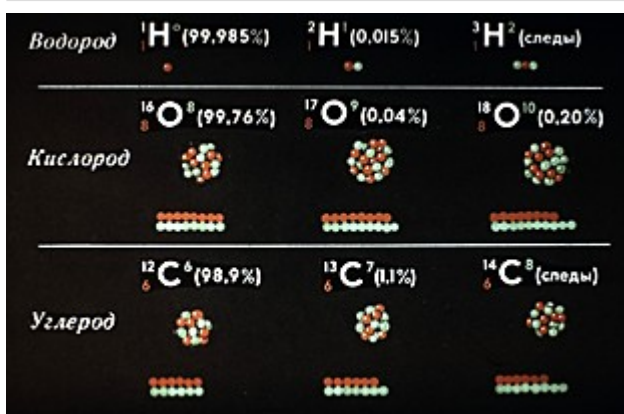 Водород ¹₁H⁰(99,985%) ²₁H¹(0,015%) ³₁H²(следы)
¹⁶₈O⁸(99,76%) ¹⁷₈O⁹(0,04%) ¹⁸₈O¹⁰(0,20%)
Кислород
¹²₆C⁶(98,9%) ¹³₆C⁷(1,1%) ¹⁴₆C⁸(следы)
Углерод